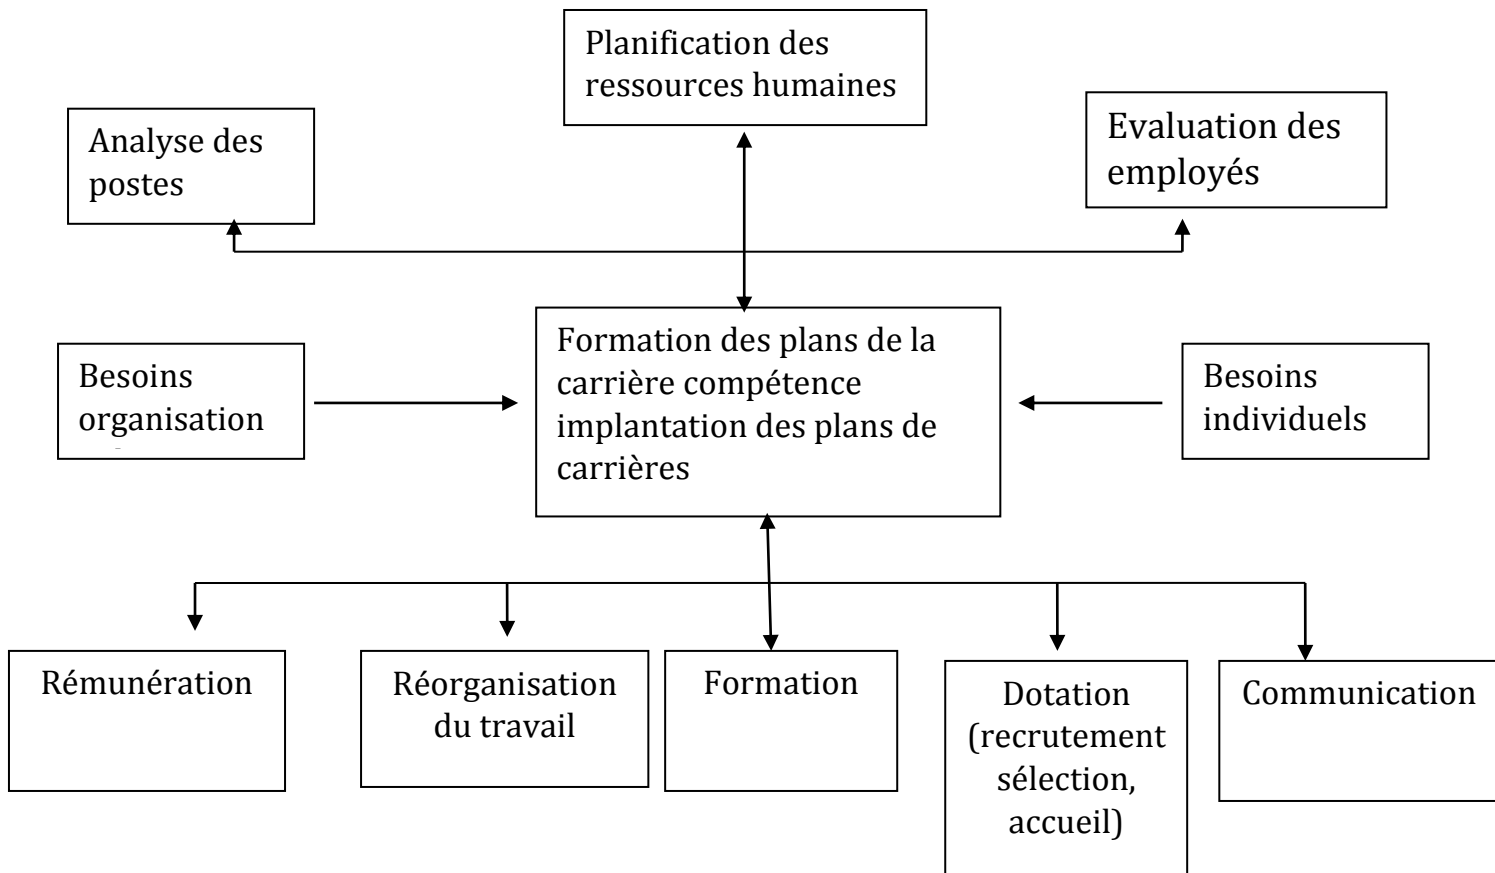 Planification des
ressources humaines
Analyse des
postes
Evaluation des
employés
Besoins
organisation
Formation des plans de la
carrière compétence
implantation des plans de
carrières
Besoins
individuels
Rémunération
Réorganisation
du travail
Formation
Dotation
(recrutement
sélection,
accueil)
Communication